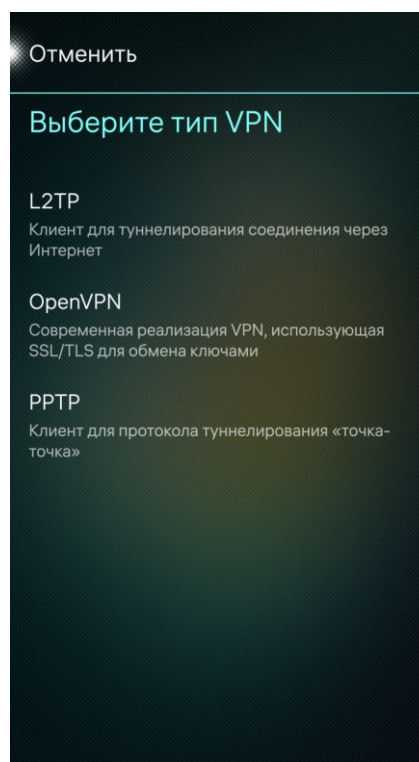 Отменить
Выберите тип VPN
L2TP
Клиент для туннелирования соединения через
Интернет
OpenVPN
Современная реализация VPN, использующая
SSL/TLS для обмена ключами
PPTP
Клиент для протокола туннелирования «точка-
точка»